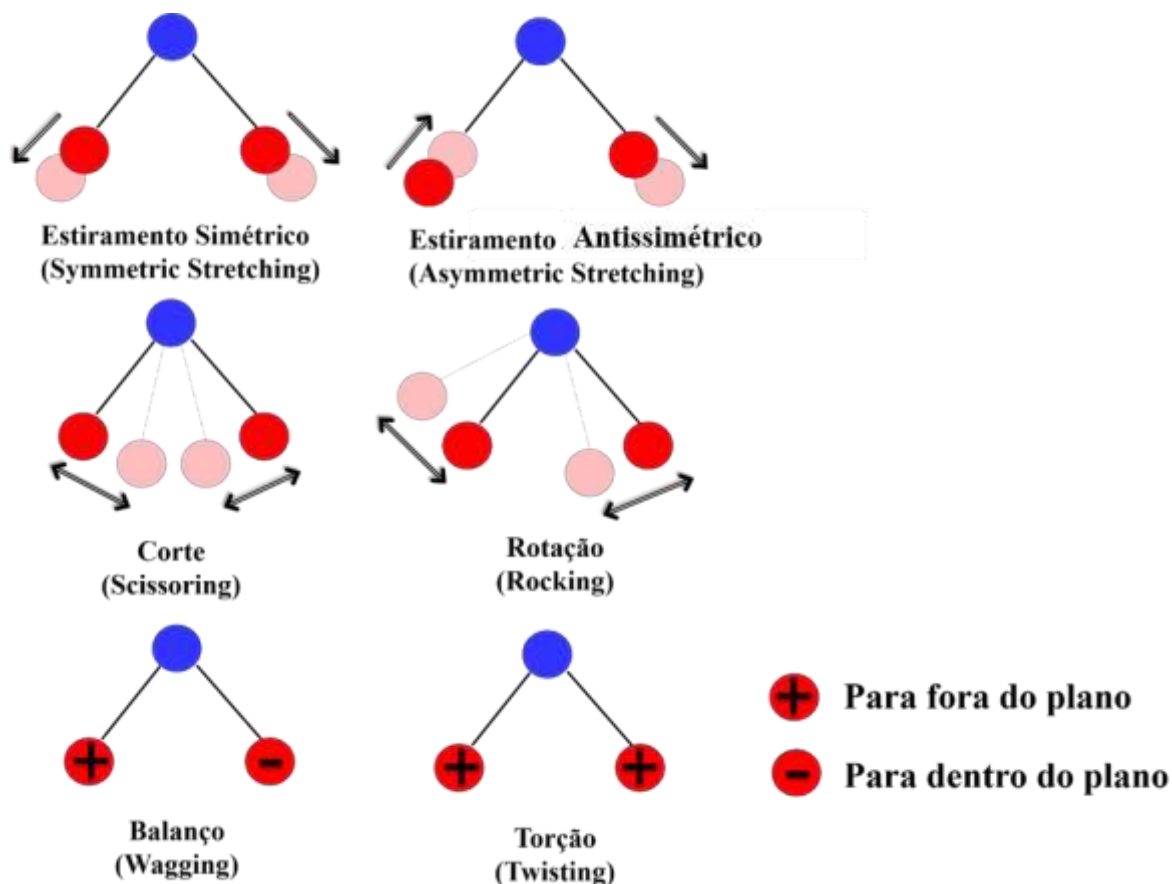 Estiramento Simétrico
(Symmetric Stretching)
Estiramento Antissimétrico
(Asymmetric Stretching)
Corte
(Scissoring)
Rotação
(Rocking)
+ -
Balanço
(Wagging)
+ +
Torção
(Twisting)
+ Para fora do plano
- Para dentro do plano